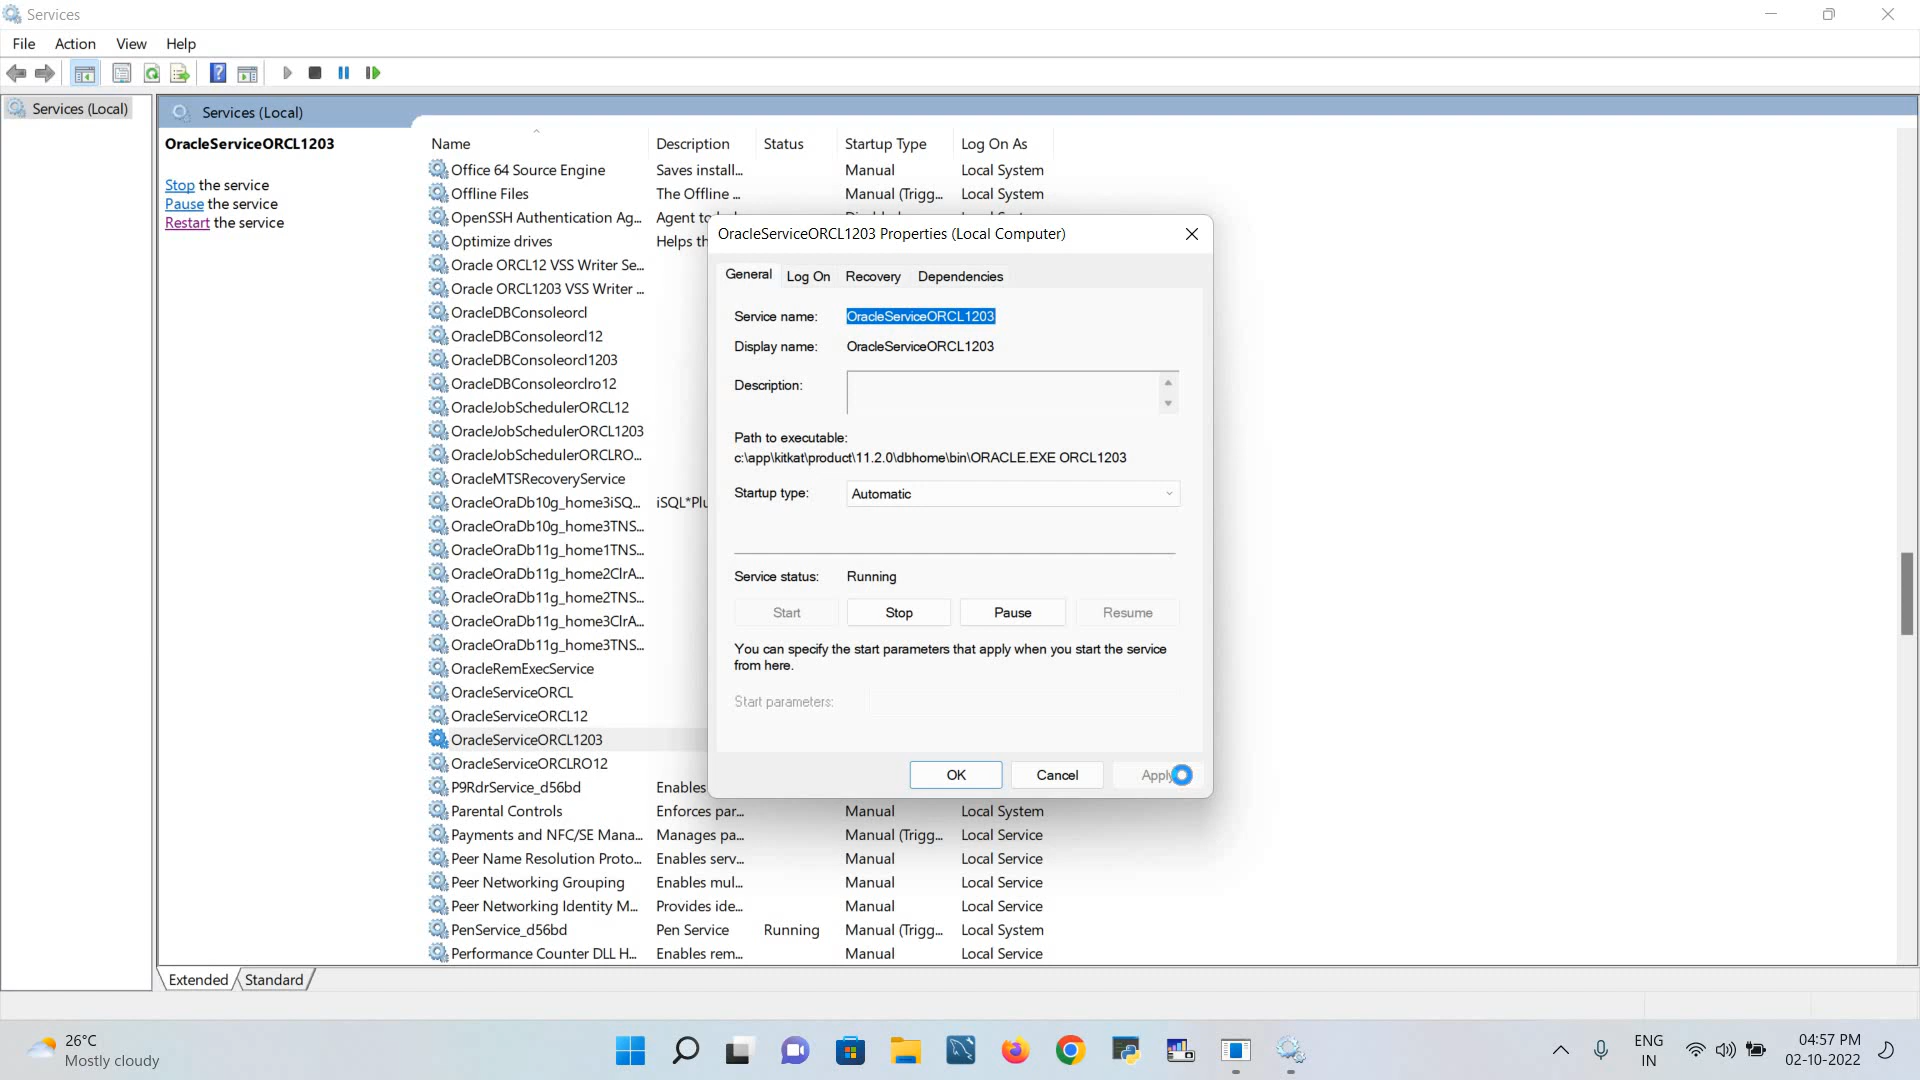 Services
File Action View Help
Services (Local)
Services (Local)
OracleServiceORCL1203
Stop the service
Pause the service
Restart the service
Name Description Status Startup Type Log On As
Office 64 Source Engine Saves install... Manual Local System
Offline Files The Offline ... Manual (Trigg... Local System
OpenSSH Authentication Ag... Agent to
Optimize drives Helps th
Oracle ORCL12 VSS Writer Se...
Oracle ORCL1203 VSS Writer ...
OracleDBConsoleorcl
OracleDBConsoleorcl12
OracleDBConsoleorcl1203
OracleDBConsoleorclro12
OracleJobSchedulerORCL12
OracleJobSchedulerORCL1203
OracleJobSchedulerORCLRO...
OracleMTSRecoveryService
OracleOraDb10g_home3iSQ... iSQL*Plu
OracleOraDb10g_home3TNS...
OracleOraDb11g_home1TNS...
OracleOraDb11g_home2ClrA...
OracleOraDb11g_home2TNS...
OracleOraDb11g_home3ClrA...
OracleOraDb11g_home3TNS...
OracleRemExecService
OracleServiceORCL
OracleServiceORCL12
OracleServiceORCL1203
OracleServiceORCLRO12
P9RdrService_d56bd Enables
Parental Controls Enforces par... Manual Local System
Payments and NFC/SE Mana... Manages pa... Manual (Trigg... Local Service
Peer Name Resolution Proto... Enables serv... Manual Local Service
Peer Networking Grouping Enables mul... Manual Local Service
Peer Networking Identity M... Provides ide... Manual Local Service
PenService_d56bd Pen Service Running Manual (Trigg... Local System
Performance Counter DLL H... Enables rem... Manual Local Service
OracleServiceORCL1203 Properties (Local Computer)
General Log On Recovery Dependencies
Service name: OracleServiceORCL1203
Display name: OracleServiceORCL1203
Description:
Path to executable:
c:\app\kitkat\product\11.2.0\dbhome\bin\ORACLE.EXE ORCL1203
Startup type: Automatic
Service status: Running
Start Stop Pause Resume
You can specify the start parameters that apply when you start the service
from here.
Start parameters:
OK Cancel Apply
Extended Standard
26°C
Mostly cloudy
ENG
IN
04:57 PM
02-10-2022